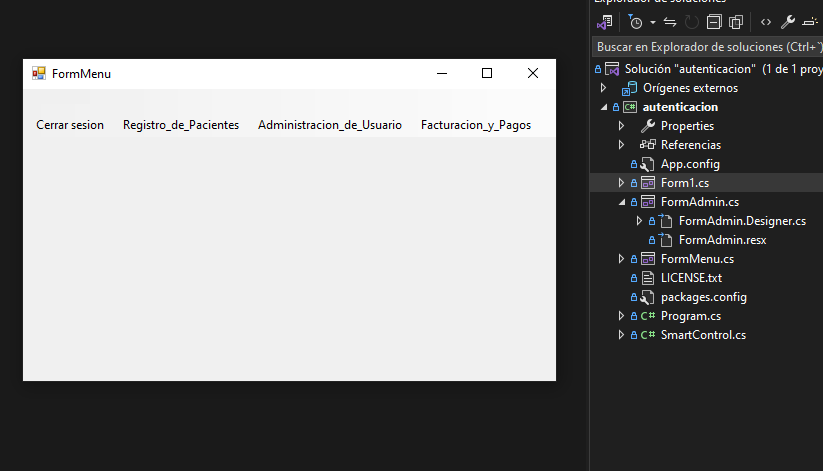 Explorador de soluciones
Buscar en Explorador de soluciones (Ctrl+
Solución "autenticacion" (1 de 1 proy
Orígenes externos
autenticacion
Properties
Referencias
App.config
Form1.cs
FormAdmin.cs
FormAdmin.Designer.cs
FormAdmin.resx
FormMenu.cs
LICENSE.txt
packages.config
C# Program.cs
C# SmartControl.cs
FormMenu
Cerrar sesion Registro_de_Pacientes Administracion_de_Usuario Facturacion_y_Pagos